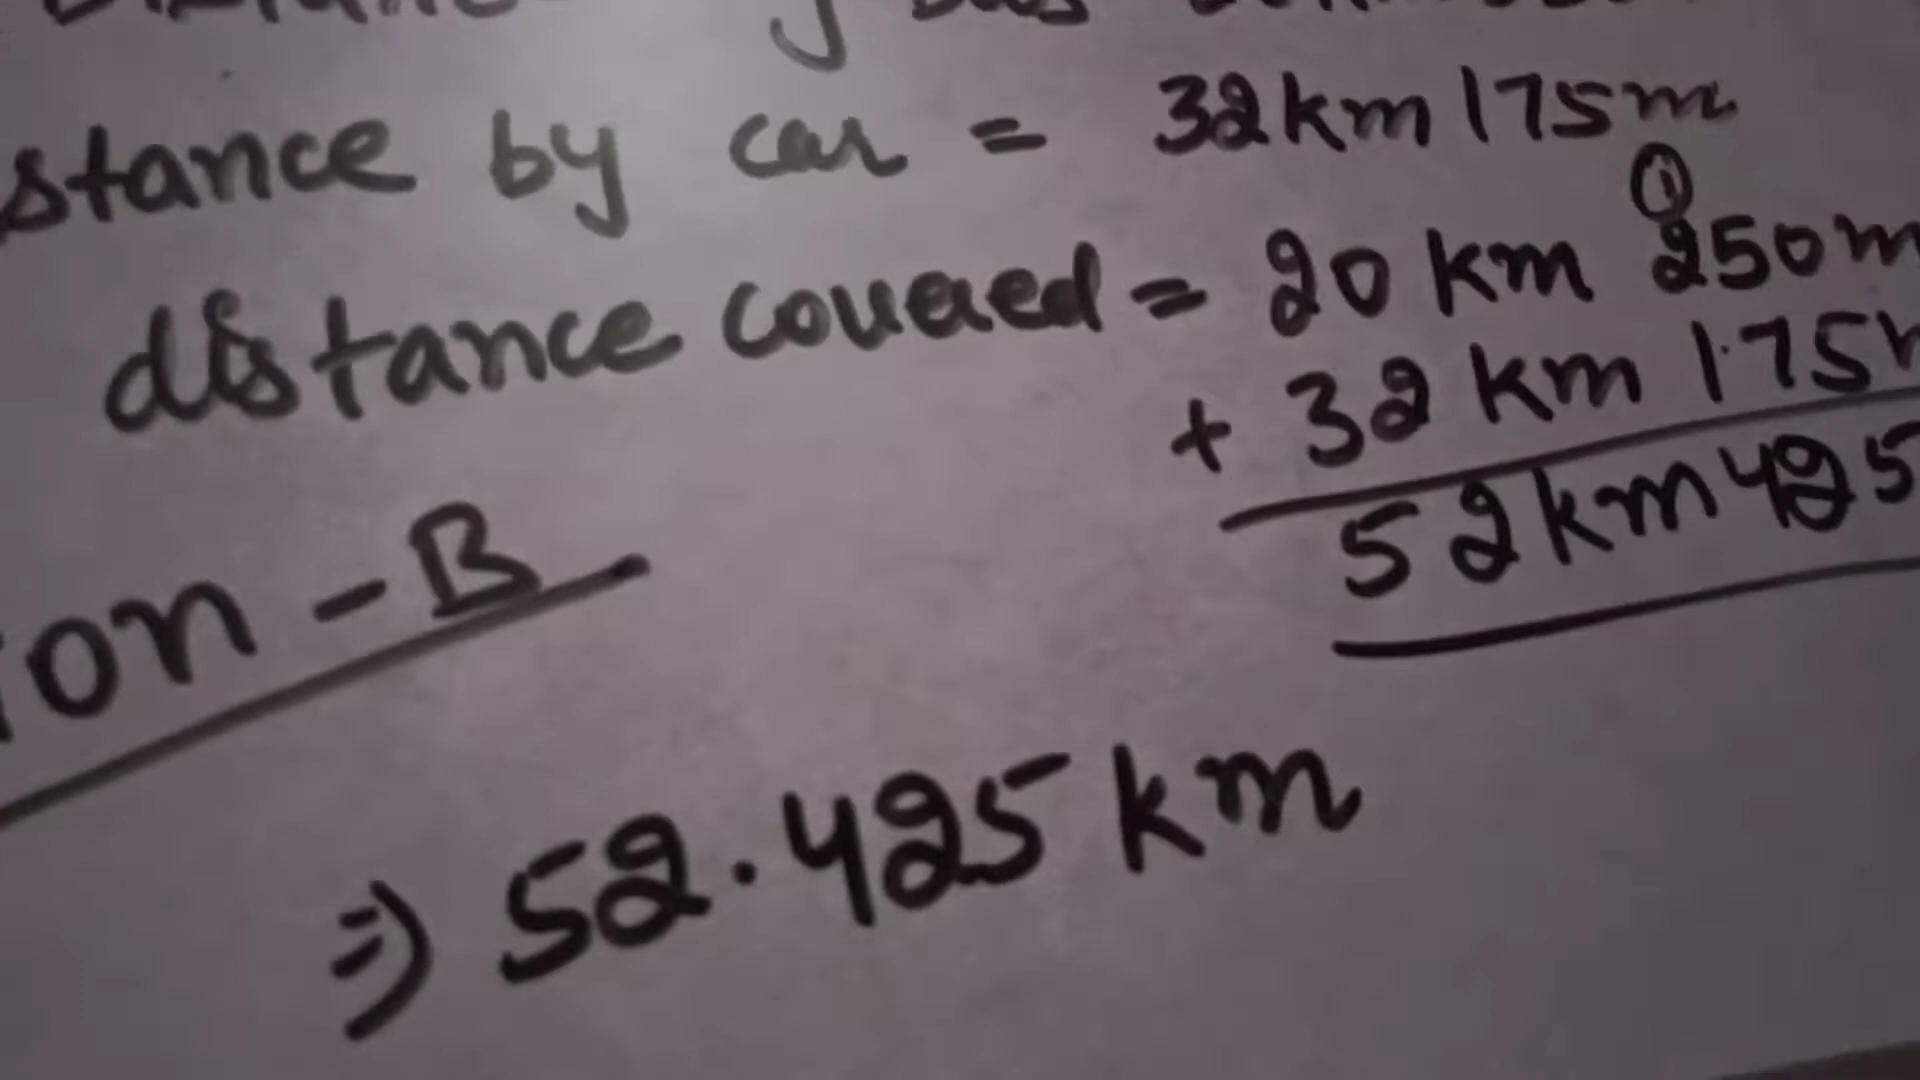 stance by car = 32 km 175 m
distance covered = 20 km 250 m
1
+ 32 km 175
52 km 425
on - B
⇒ 52.425 km